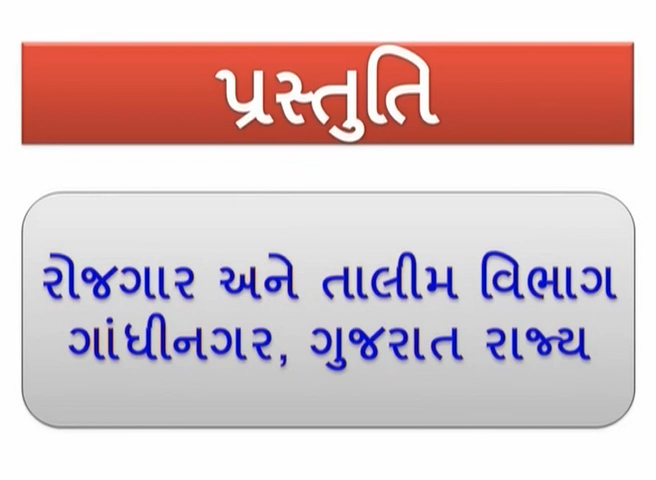 પ્રસ્તુતિ
રોજગાર અને તાલીમ વિભાગ
ગાંધીનગર, ગુજરાત રાજ્ય